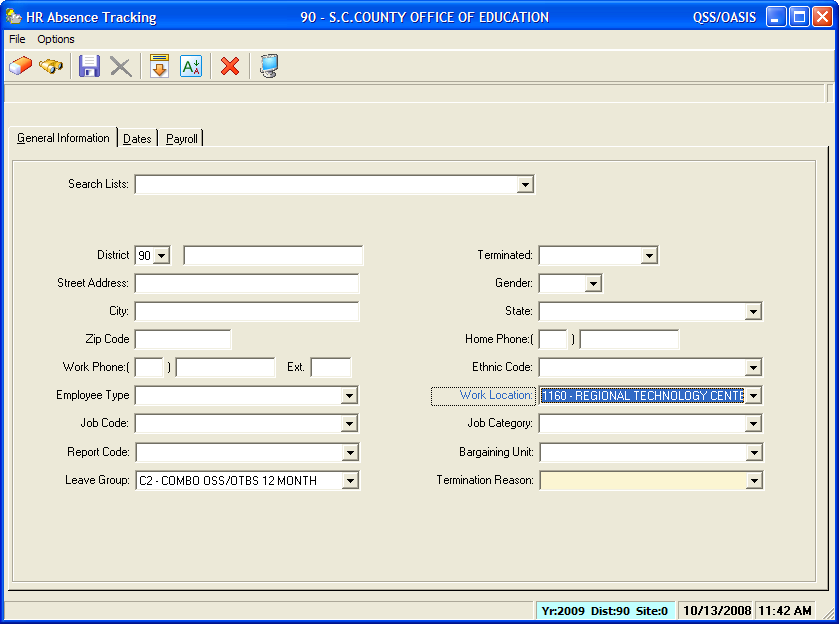 HR Absence Tracking 90 - S.C.COUNTY OFFICE OF EDUCATION QSS/OASIS
File Options
General Information Dates Payroll
Search Lists:
District 90 Terminated:
Street Address: Gender:
City: State:
Zip Code Home Phone:( )
Work Phone:( ) Ext. Ethnic Code:
Employee Type Work Location: 1160 - REGIONAL TECHNOLOGY CENTE
Job Code: Job Category:
Report Code: Bargaining Unit:
Leave Group: C2 - COMBO OSS/OTBS 12 MONTH Termination Reason:
Yr:2009 Dist:90 Site:0 10/13/2008 11:42 AM